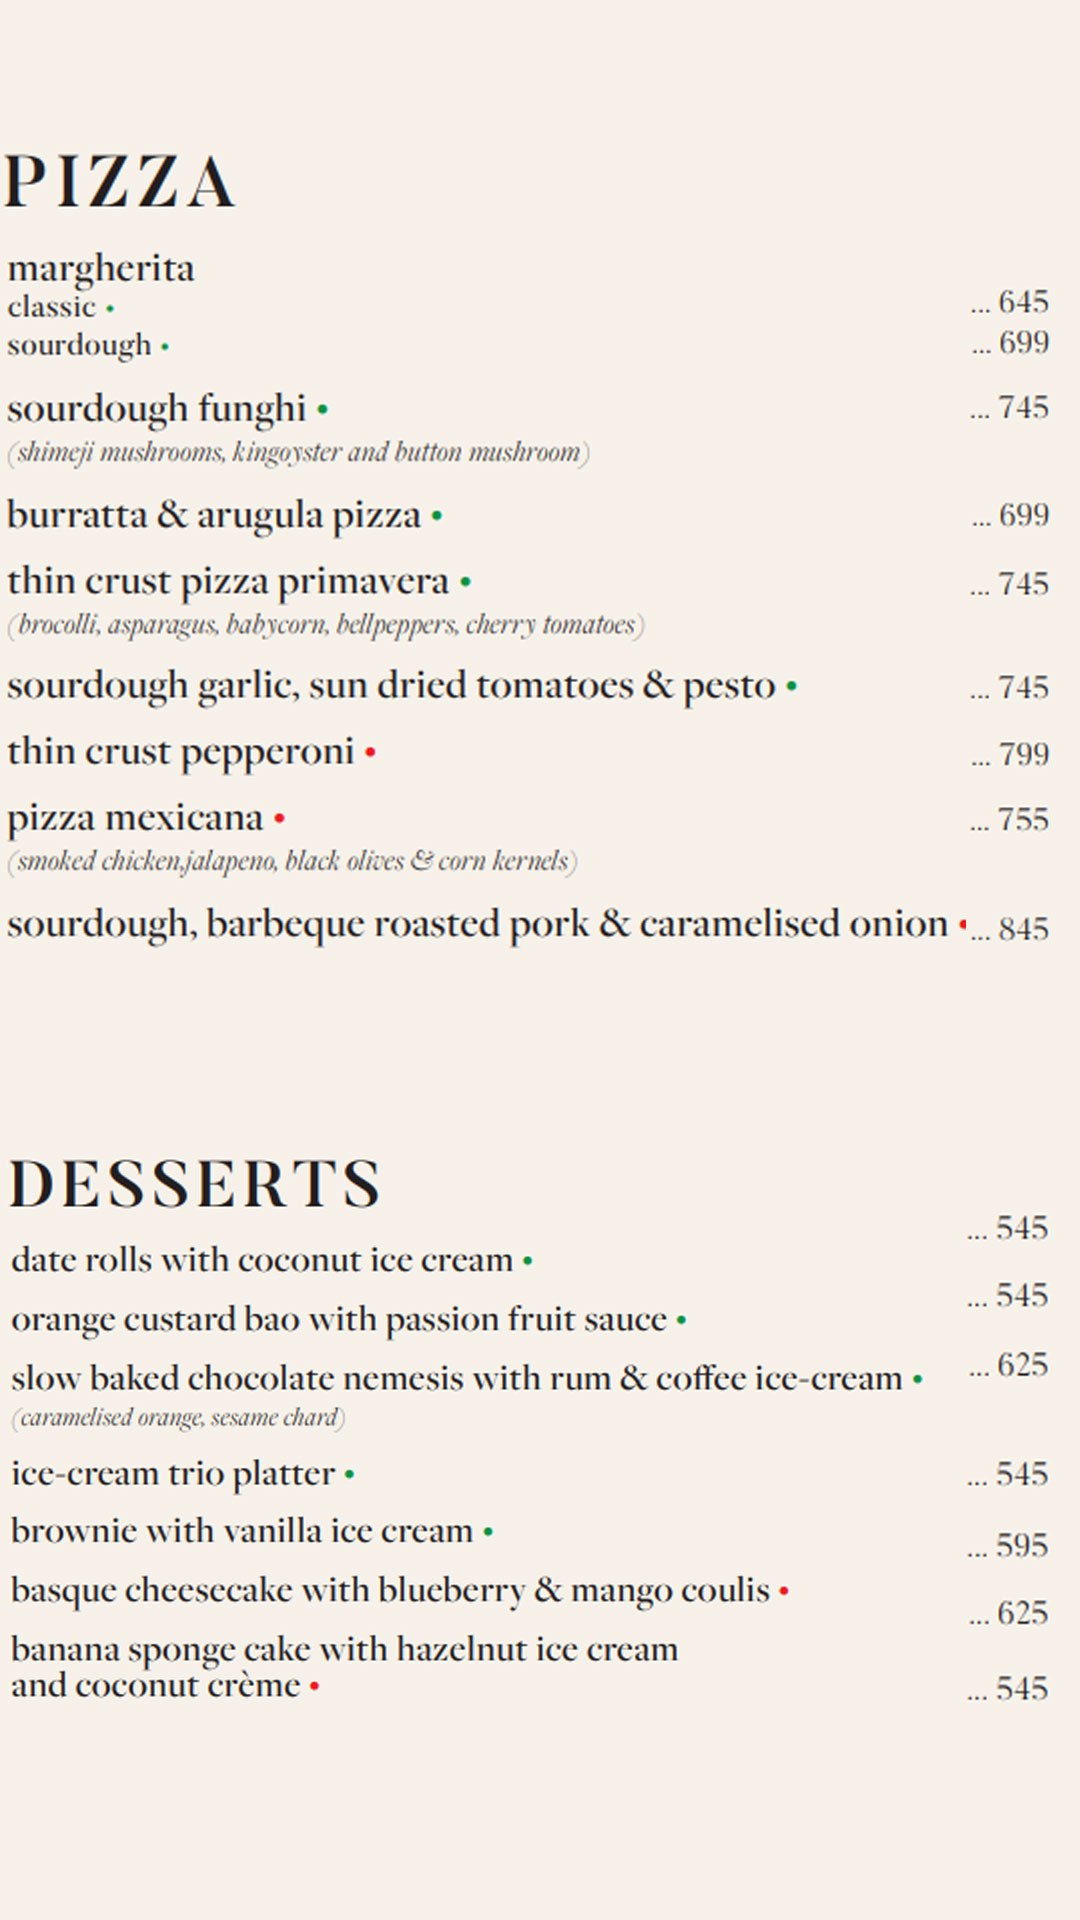 PIZZA
margherita
classic • ... 645
sourdough • ... 699
sourdough funghi • ... 745
(shimeji mushrooms, kingoyster and button mushroom)
burratta & arugula pizza • ... 699
thin crust pizza primavera • ... 745
(brocolli, asparagus, babycorn, bellpeppers, cherry tomatoes)
sourdough garlic, sun dried tomatoes & pesto • ... 745
thin crust pepperoni • ... 799
pizza mexicana • ... 755
(smoked chicken,jalapeno, black olives & corn kernels)
sourdough, barbeque roasted pork & caramelised onion • ... 845
DESSERTS
date rolls with coconut ice cream • ... 545
orange custard bao with passion fruit sauce • ... 545
slow baked chocolate nemesis with rum & coffee ice-cream • ... 625
(caramelised orange, sesame chard)
ice-cream trio platter • ... 545
brownie with vanilla ice cream • ... 595
basque cheesecake with blueberry & mango coulis • ... 625
banana sponge cake with hazelnut ice cream
and coconut crème • ... 545